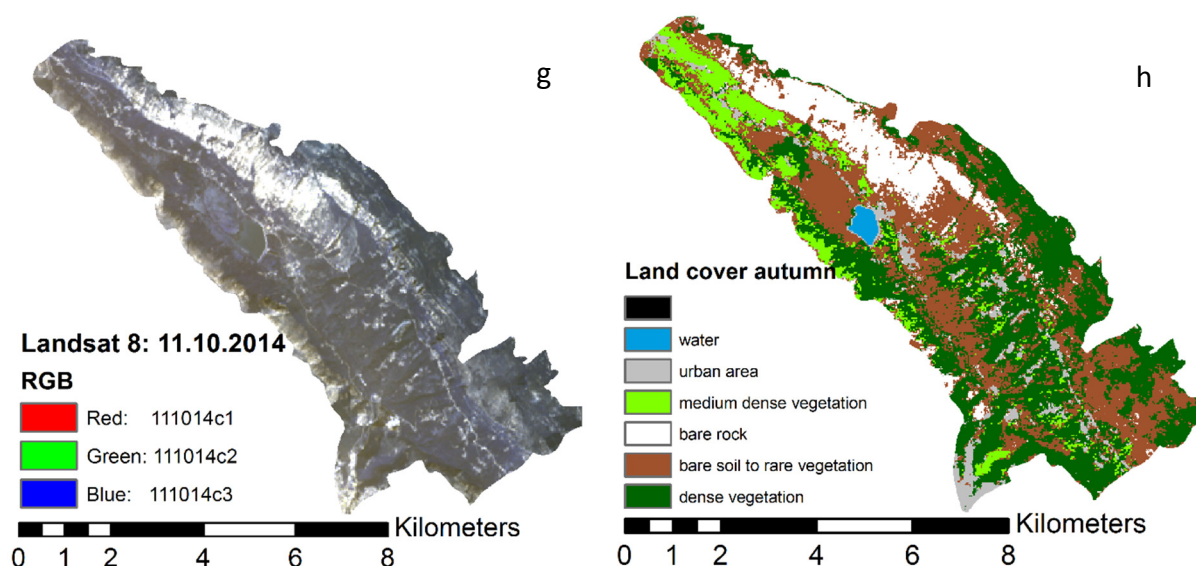 g
Landsat 8: 11.10.2014
RGB
Red: 111014c1
Green: 111014c2
Blue: 111014c3
Kilometers
0 1 2 4 6 8
h
Land cover autumn
water
urban area
medium dense vegetation
bare rock
bare soil to rare vegetation
dense vegetation
Kilometers
0 1 2 4 6 8